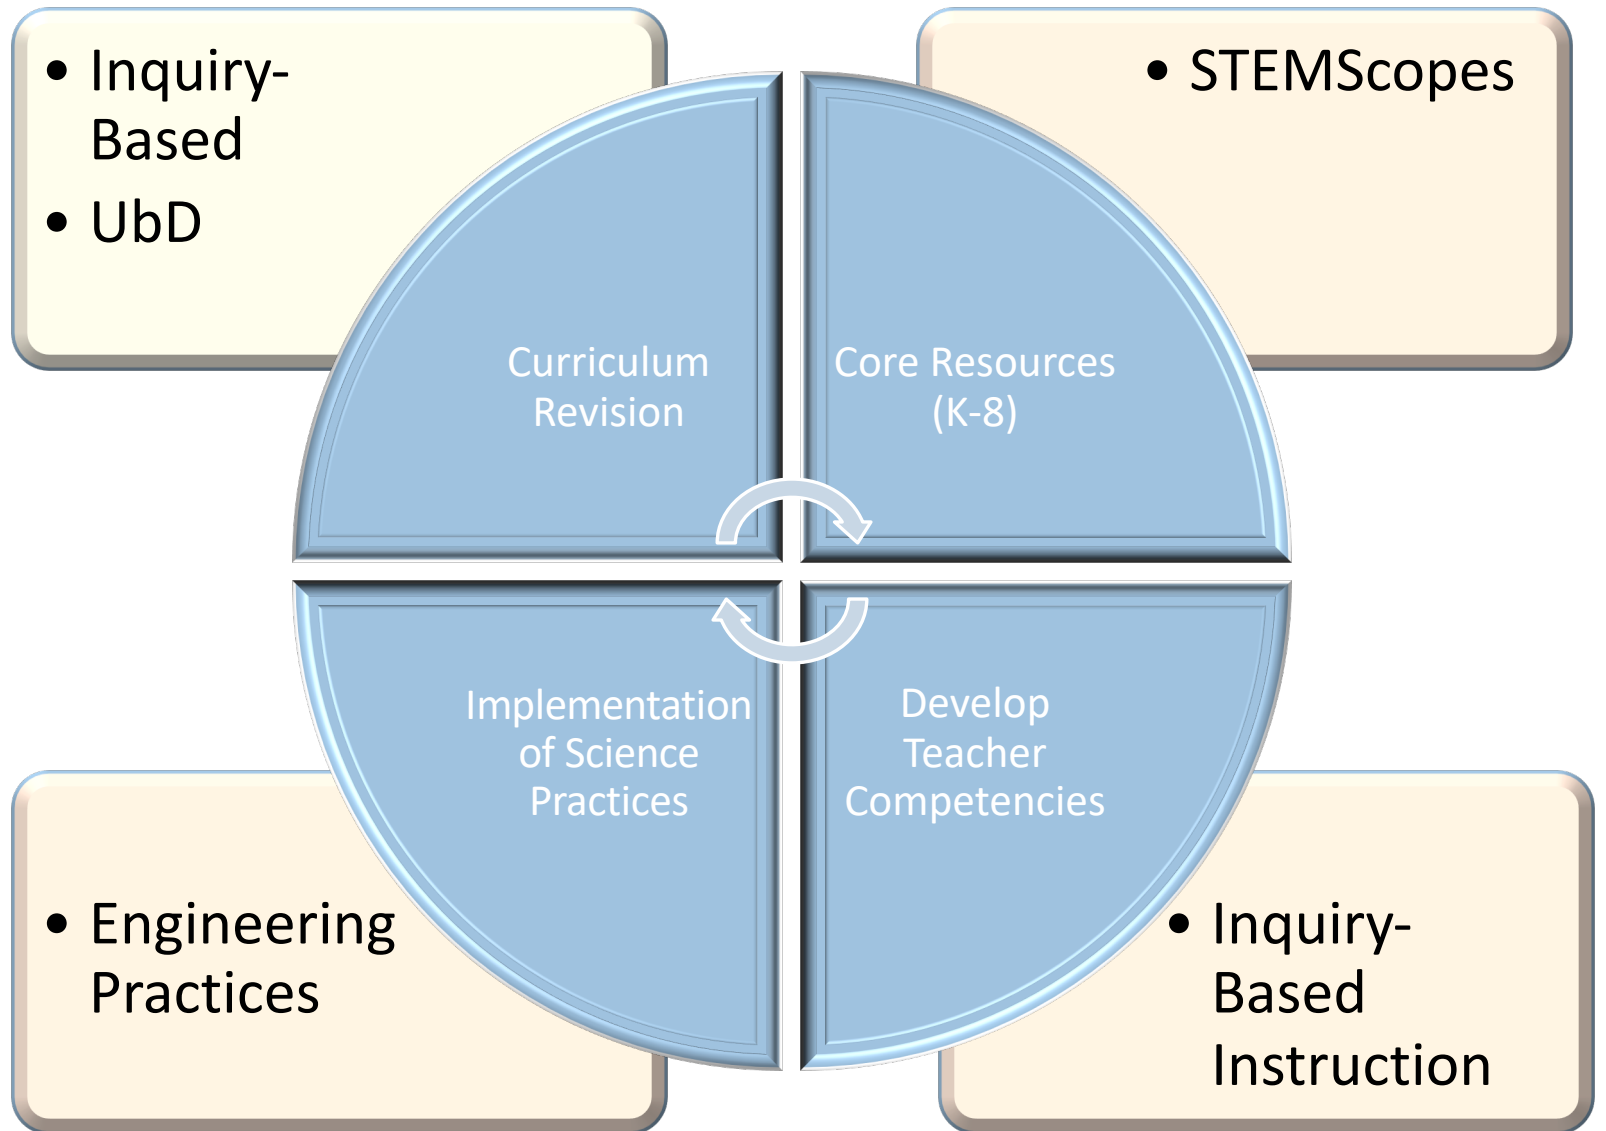 • Inquiry-
Based
• UbD
• STEMScopes
Curriculum
Revision
Core Resources
(K-8)
Implementation
of Science
Practices
Develop
Teacher
Competencies
• Engineering
Practices
• Inquiry-
Based
Instruction